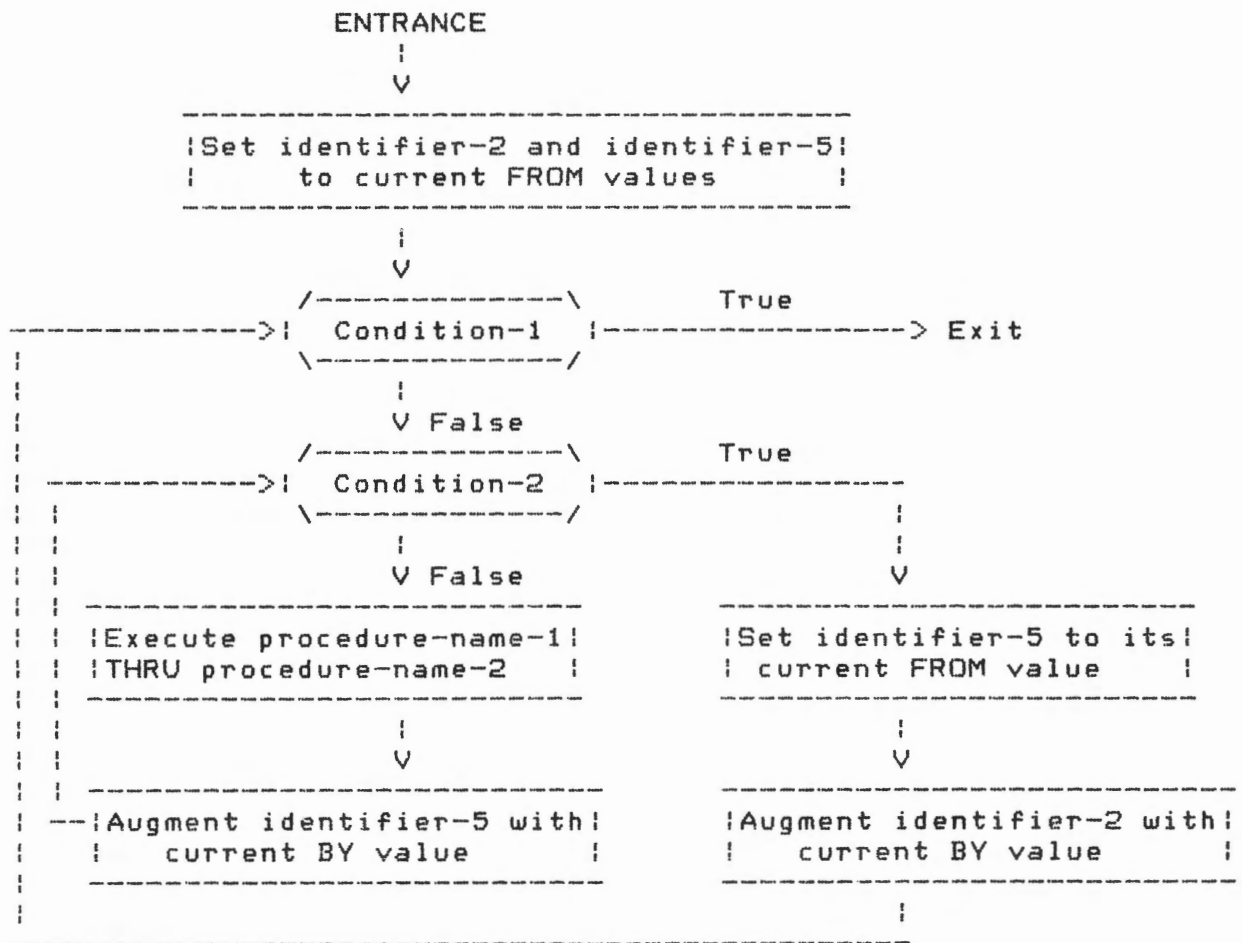 ENTRANCE
Set identifier-2 and identifier-5
to current FROM values
True
Condition-1
Exit
False
True
Condition-2
False
Execute procedure-name-1
THRU procedure-name-2
Set identifier-5 to its
current FROM value
Augment identifier-5 with
current BY value
Augment identifier-2 with
current BY value